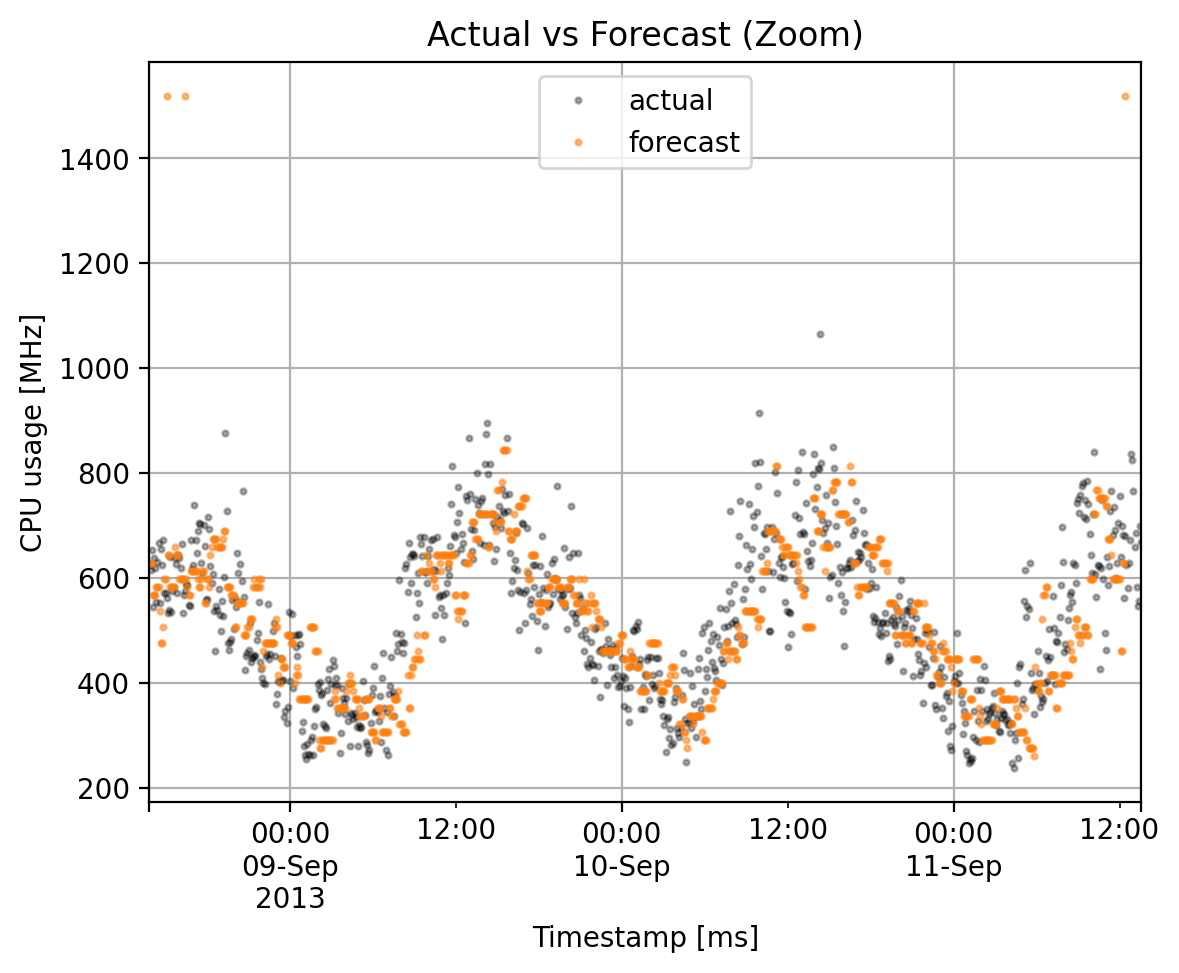 Actual vs Forecast (Zoom)
actual
forecast
1400
1200
1000
800
600
400
200
CPU usage [MHz]
00:00 12:00 00:00 12:00 00:00 12:00
09-Sep 10-Sep 11-Sep
2013
Timestamp [ms]